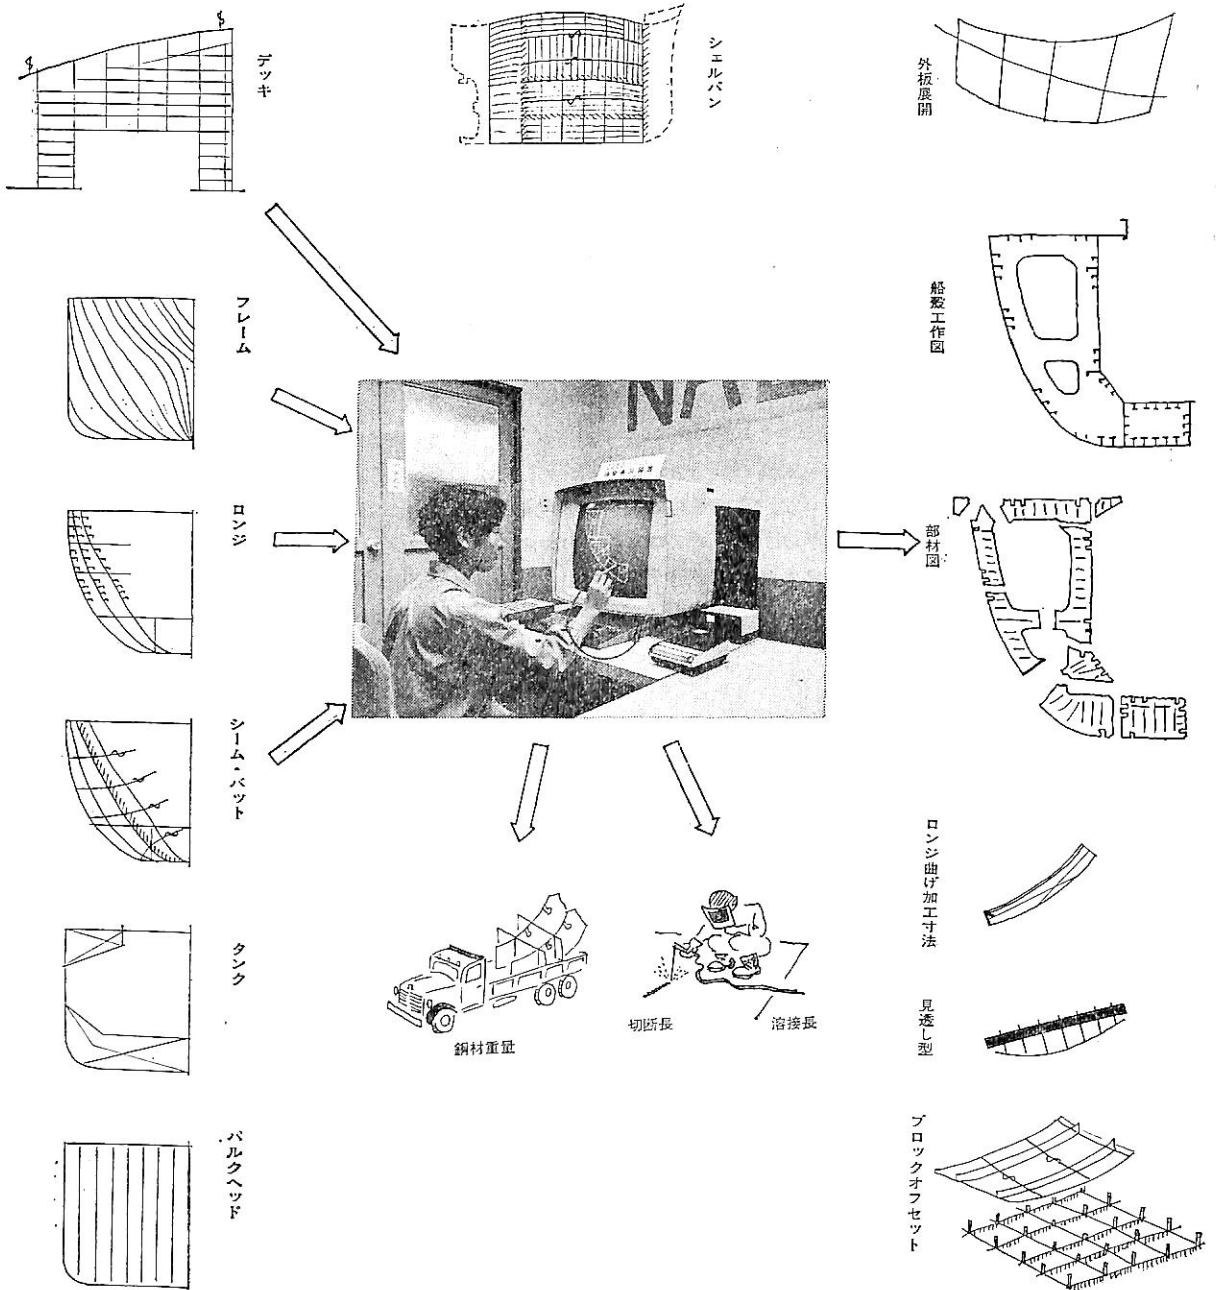 デッキ
シェルパン
外板展開
フレーム
船殻工作図
ロンジ
部材図
シーム・バット
ロンジ曲げ加工寸法
タンク
見透し型
鋼材重量
切断長
溶接長
バルクヘッド
ブロックオフセット